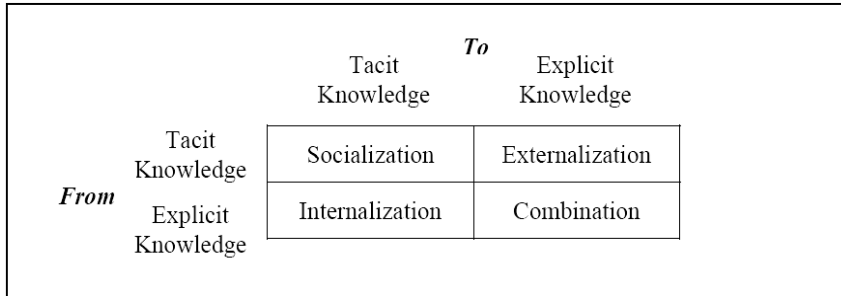 To
Tacit Explicit
Knowledge Knowledge
Tacit
Knowledge
Socialization Externalization
From
Explicit
Knowledge
Internalization Combination